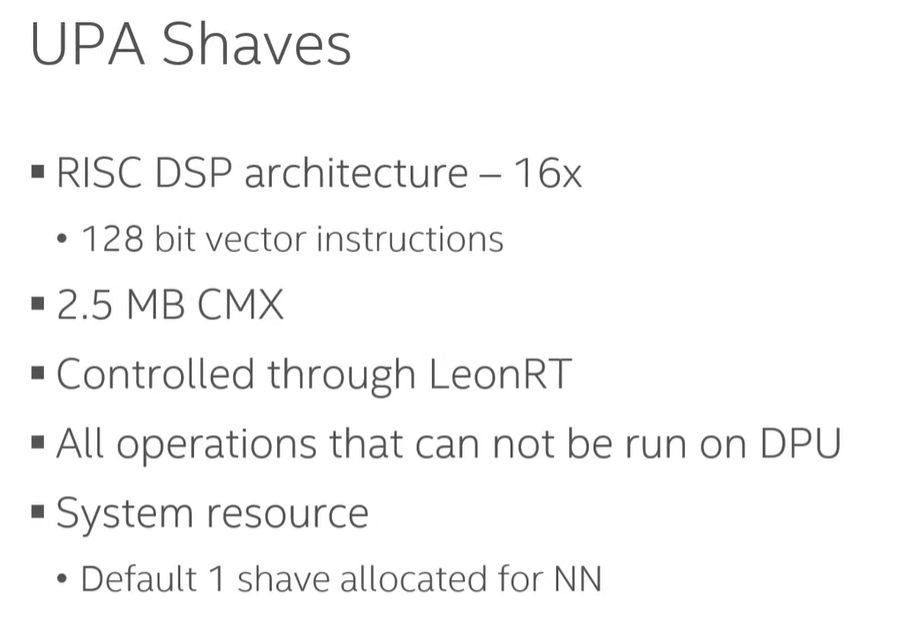 UPA Shaves
▪ RISC DSP architecture – 16x
• 128 bit vector instructions
▪ 2.5 MB CMX
▪ Controlled through LeonRT
▪ All operations that can not be run on DPU
▪ System resource
• Default 1 shave allocated for NN